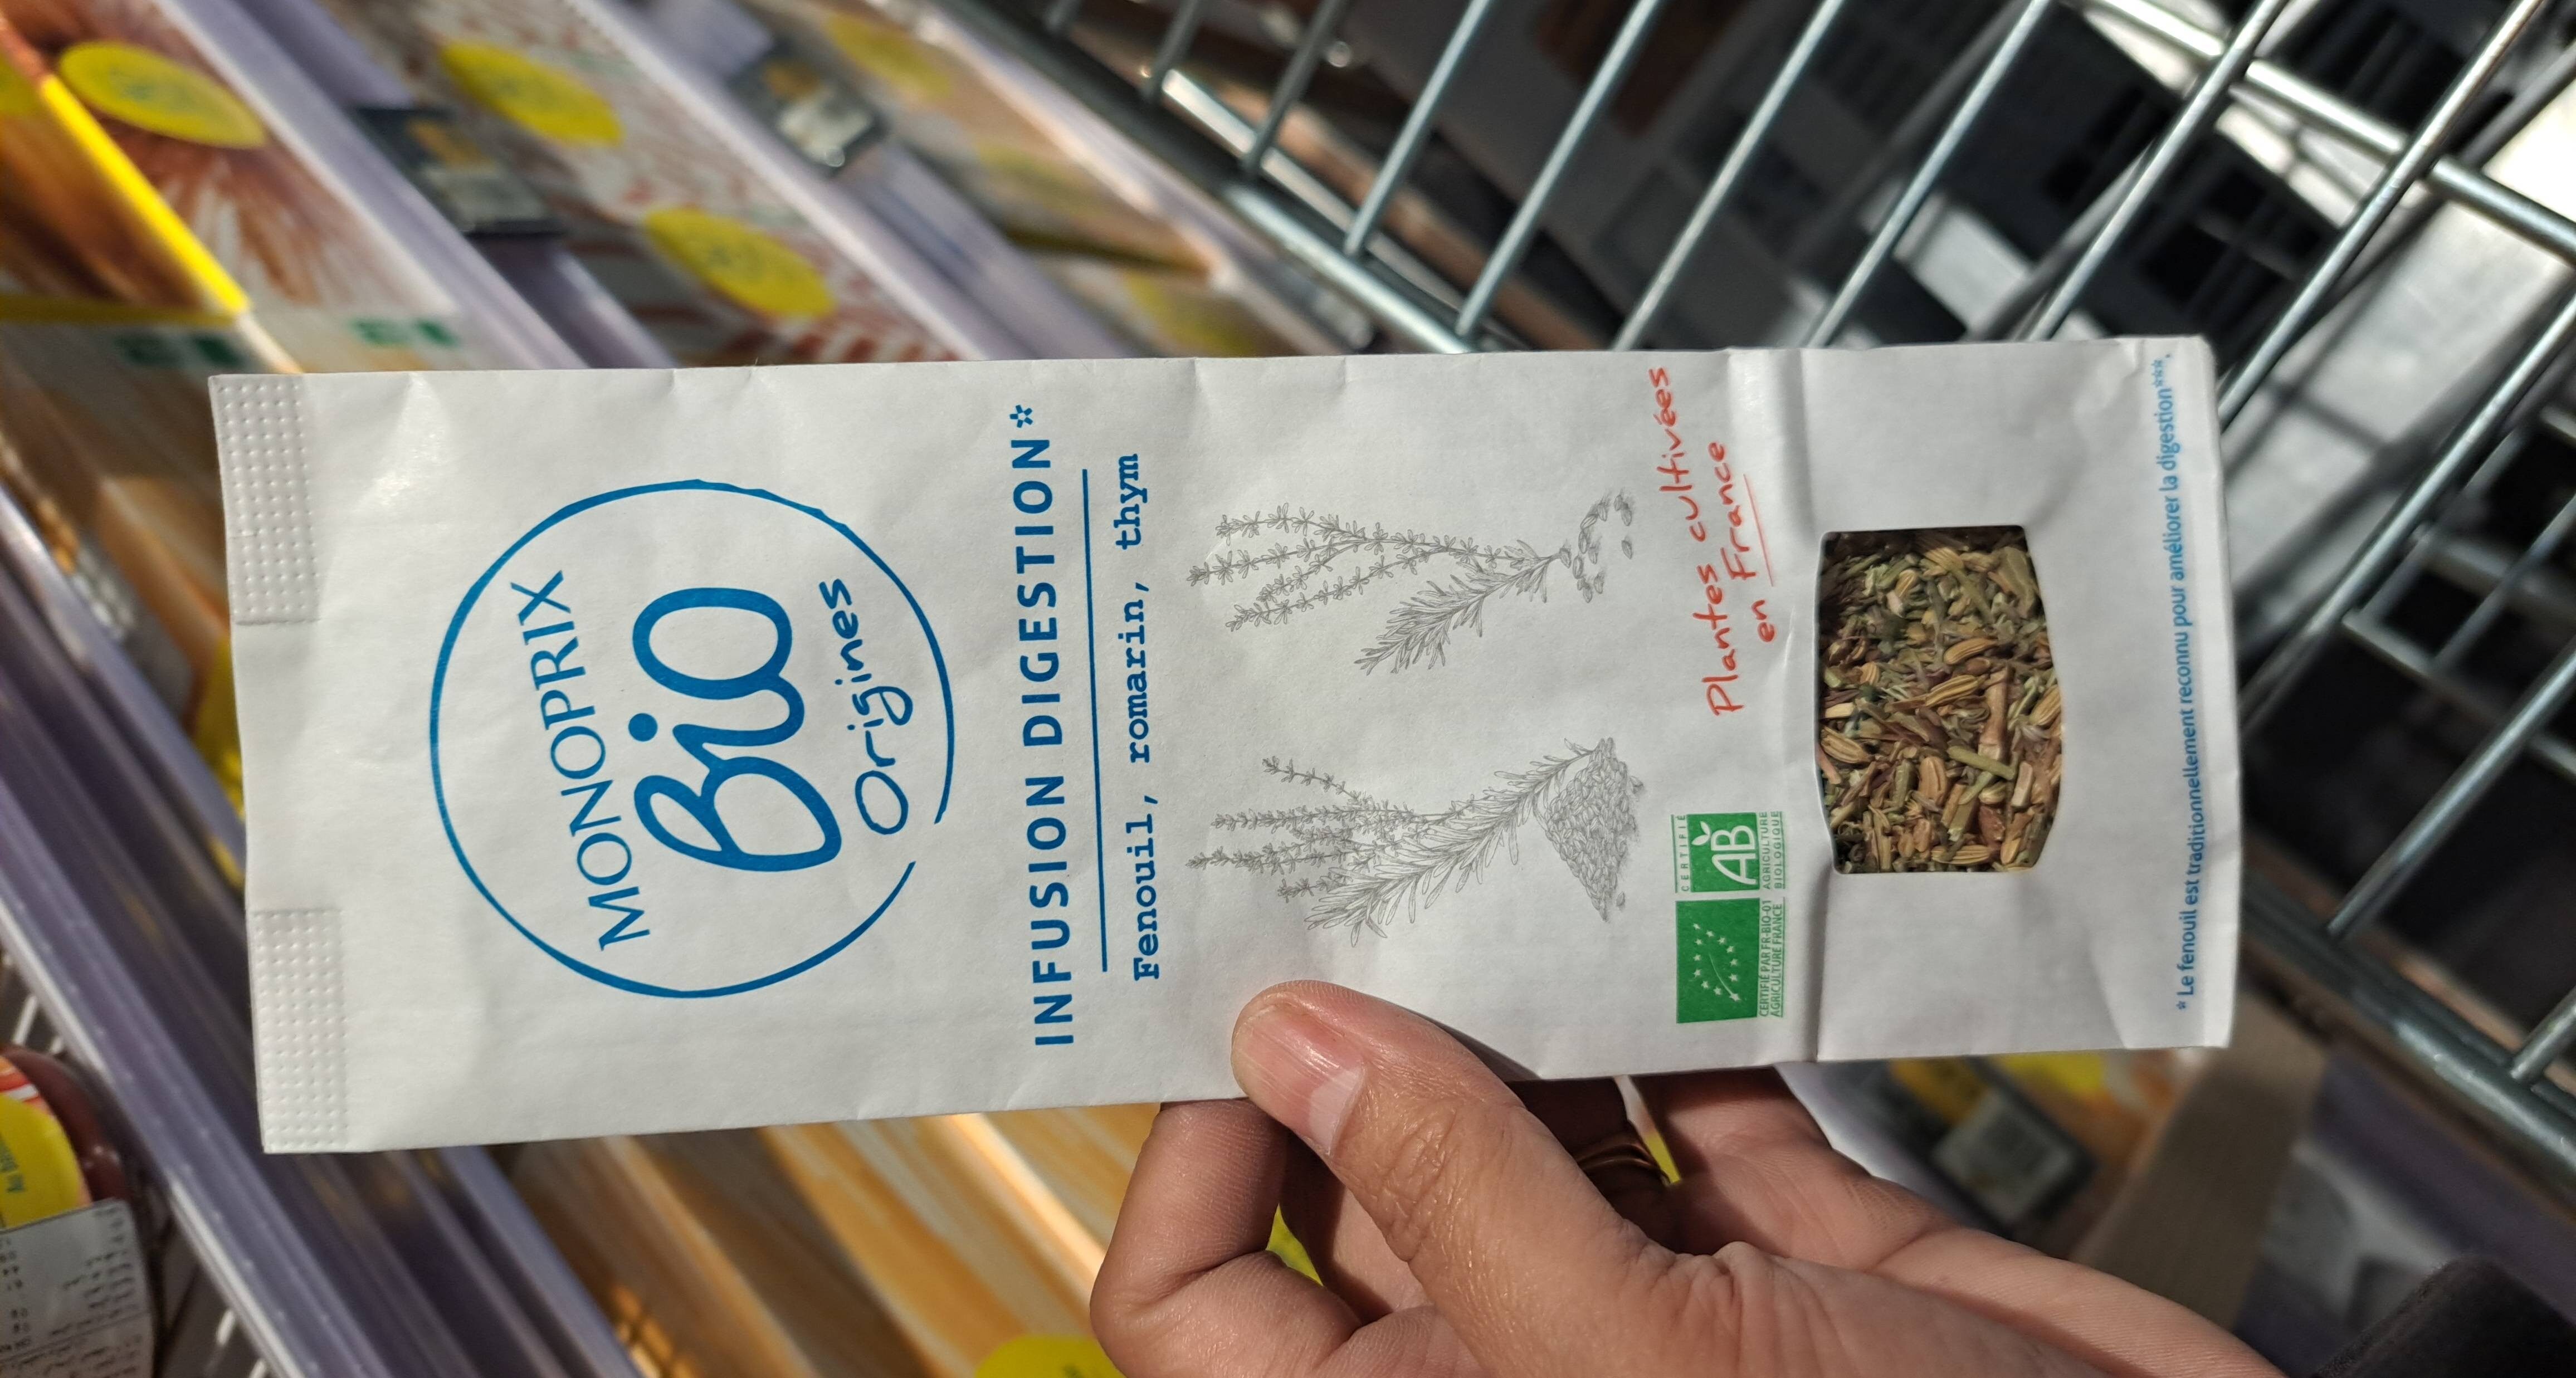 MONOPRIX
Bio
Origines
INFUSION DIGESTION*
Fenouil, romarin, thym
Plantes cultivées
en France
CERTIFIÉ
AB
AGRICULTURE
BIOLOGIQUE
CERTIFIÉ PAR FR-BIO-01
AGRICULTURE FRANCE
* Le fenouil est traditionnellement reconnu pour améliorer la digestion***.